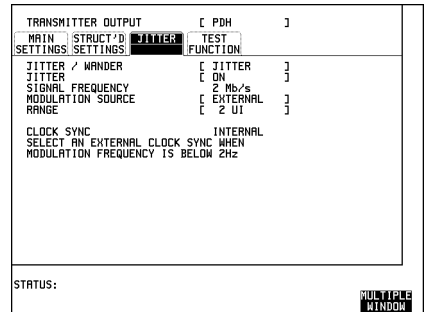 TRANSMITTER OUTPUT [ PDH ]
MAIN SETTINGS STRUCT'D SETTINGS JITTER TEST FUNCTION
JITTER / WANDER [ JITTER ]
JITTER [ ON ]
SIGNAL FREQUENCY 2 Mb/s
MODULATION SOURCE [ EXTERNAL ]
RANGE [ 2 UI ]
CLOCK SYNC INTERNAL
SELECT AN EXTERNAL CLOCK SYNC WHEN
MODULATION FREQUENCY IS BELOW 2Hz
STATUS:
MULTIPLE
WINDOW